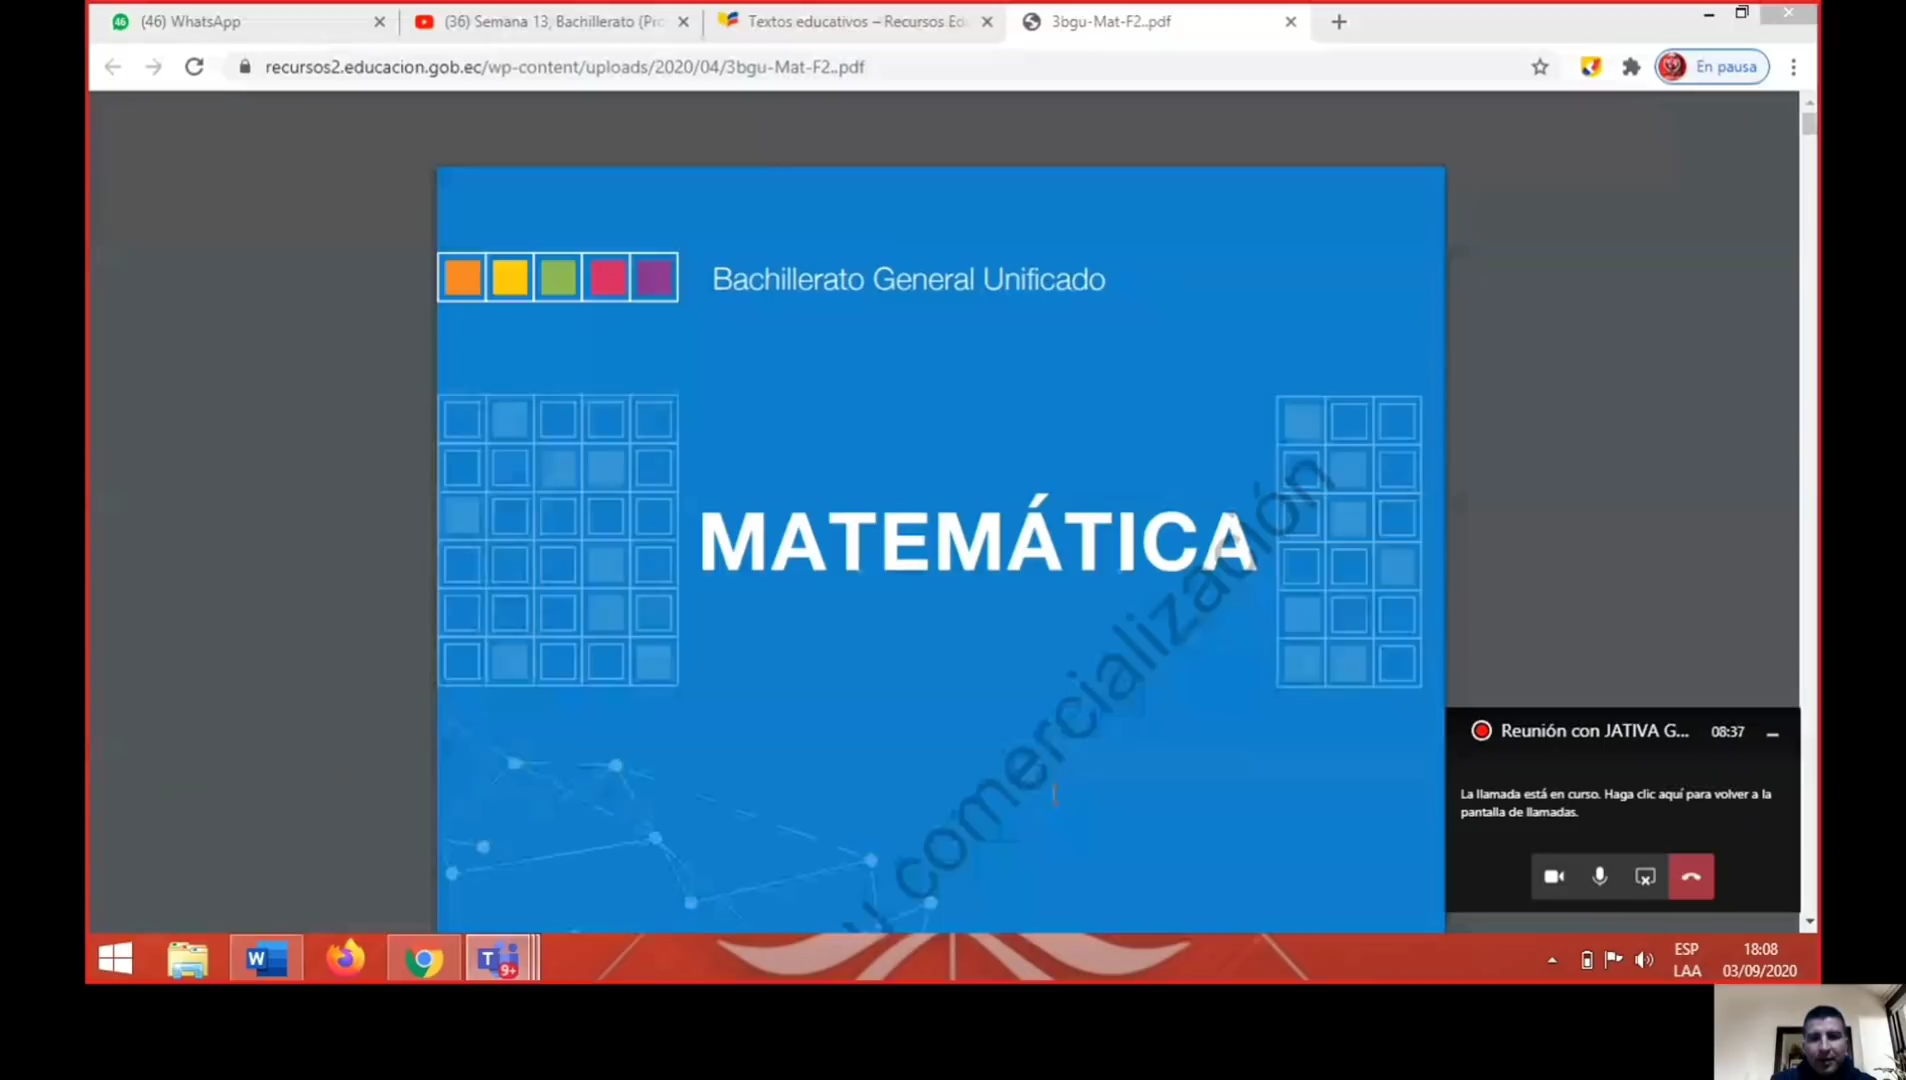 46
(46) WhatsApp
(36) Semana 13, Bachillerato (Pro
Textos educativos – Recursos Ed
3bgu-Mat-F2..pdf
recursos2.educacion.gob.ec/wp-content/uploads/2020/04/3bgu-Mat-F2..pdf
En pausa
Bachillerato General Unificado
MATEMÁTICA
comercialización
Reunión con JATIVA G...
08:37
La llamada está en curso. Haga clic aquí para volver a la
pantalla de llamadas.
W
T
9+
ESP
LAA
18:08
03/09/2020